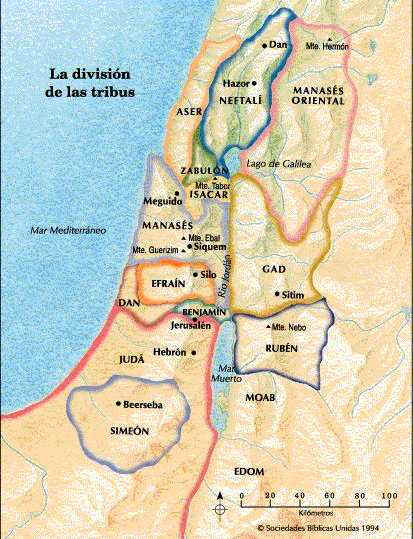 La división
de las tribus
Dan
Mte. Hermón
Hazor
NEFTALÍ
MANASÉS
ORIENTAL
ASER
Lago de Galilea
ZABULÓN
Mte. Tabor
ISACAR
Meguido
MANASÉS
Mar Mediterráneo
Mte. Ebal
Siquem
Mte. Guerizim
Río Jordán
GAD
Silo
EFRAÍN
Sitim
DAN
BENJAMÍN
Jerusalén
Mte. Nebo
RUBÉN
Hebrón
JUDÁ
Mar
Muerto
MOAB
Beerseba
SIMEÓN
EDOM
0 20 40 60 80 100
Kilómetros
© Sociedades Bíblicas Unidas 1994